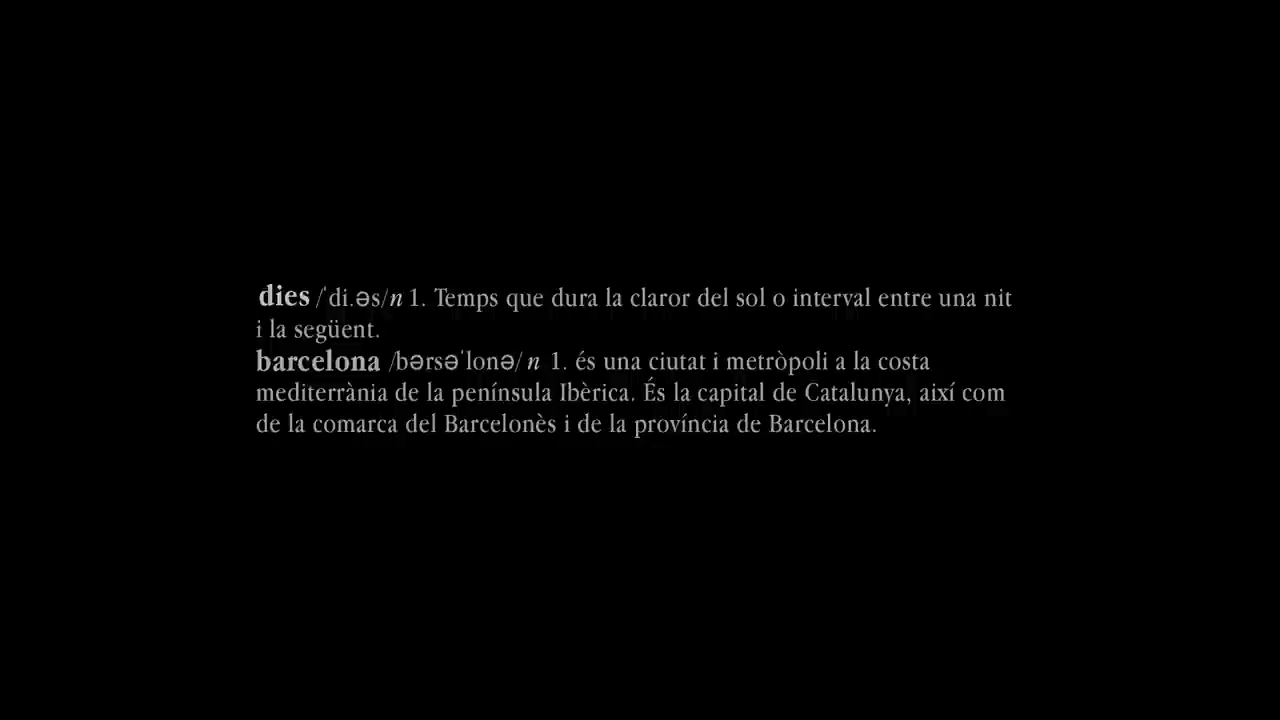 dies /ˈdi.əs/n 1. Temps que dura la claror del sol o interval entre una nit
i la següent.
barcelona /bərsəˈlonə/ n 1. és una ciutat i metròpoli a la costa
mediterrània de la península Ibèrica. És la capital de Catalunya, així com
de la comarca del Barcelonès i de la província de Barcelona.